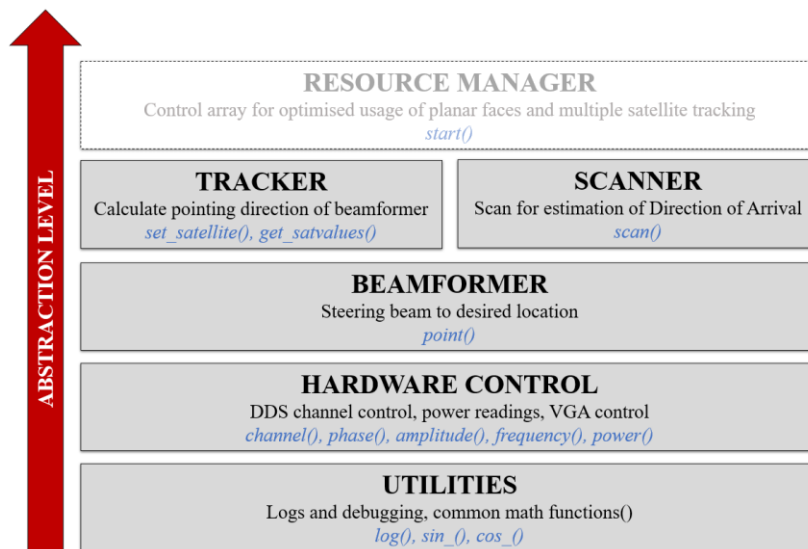 ABSTRACTION LEVEL
RESOURCE MANAGER
Control array for optimised usage of planar faces and multiple satellite tracking
start()
TRACKER
Calculate pointing direction of beamformer
set_satellite(), get_satvalues()
SCANNER
Scan for estimation of Direction of Arrival
scan()
BEAMFORMER
Steering beam to desired location
point()
HARDWARE CONTROL
DDS channel control, power readings, VGA control
channel(), phase(), amplitude(), frequency(), power()
UTILITIES
Logs and debugging, common math functions()
log(), sin_(), cos_()